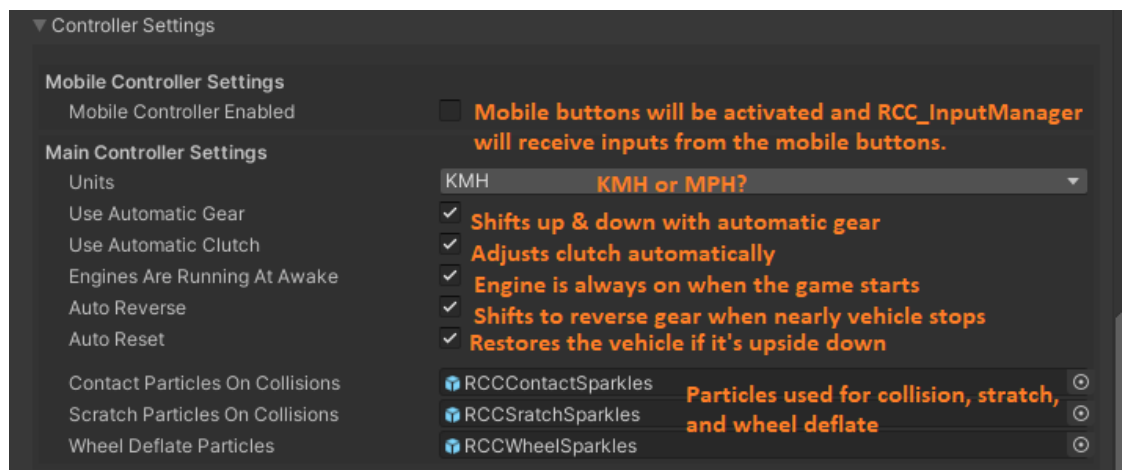 Controller Settings
Mobile Controller Settings
Mobile Controller Enabled
Mobile buttons will be activated and RCC_InputManager
will receive inputs from the mobile buttons.
Main Controller Settings
Units KMH KMH or MPH?
Use Automatic Gear Shifts up & down with automatic gear
Use Automatic Clutch Adjusts clutch automatically
Engines Are Running At Awake Engine is always on when the game starts
Auto Reverse Shifts to reverse gear when nearly vehicle stops
Auto Reset Restores the vehicle if it's upside down
Contact Particles On Collisions RCCContactSparkles
Scratch Particles On Collisions RCCSratchSparkles
Wheel Deflate Particles RCCWheelSparkles
Particles used for collision, stratch,
and wheel deflate